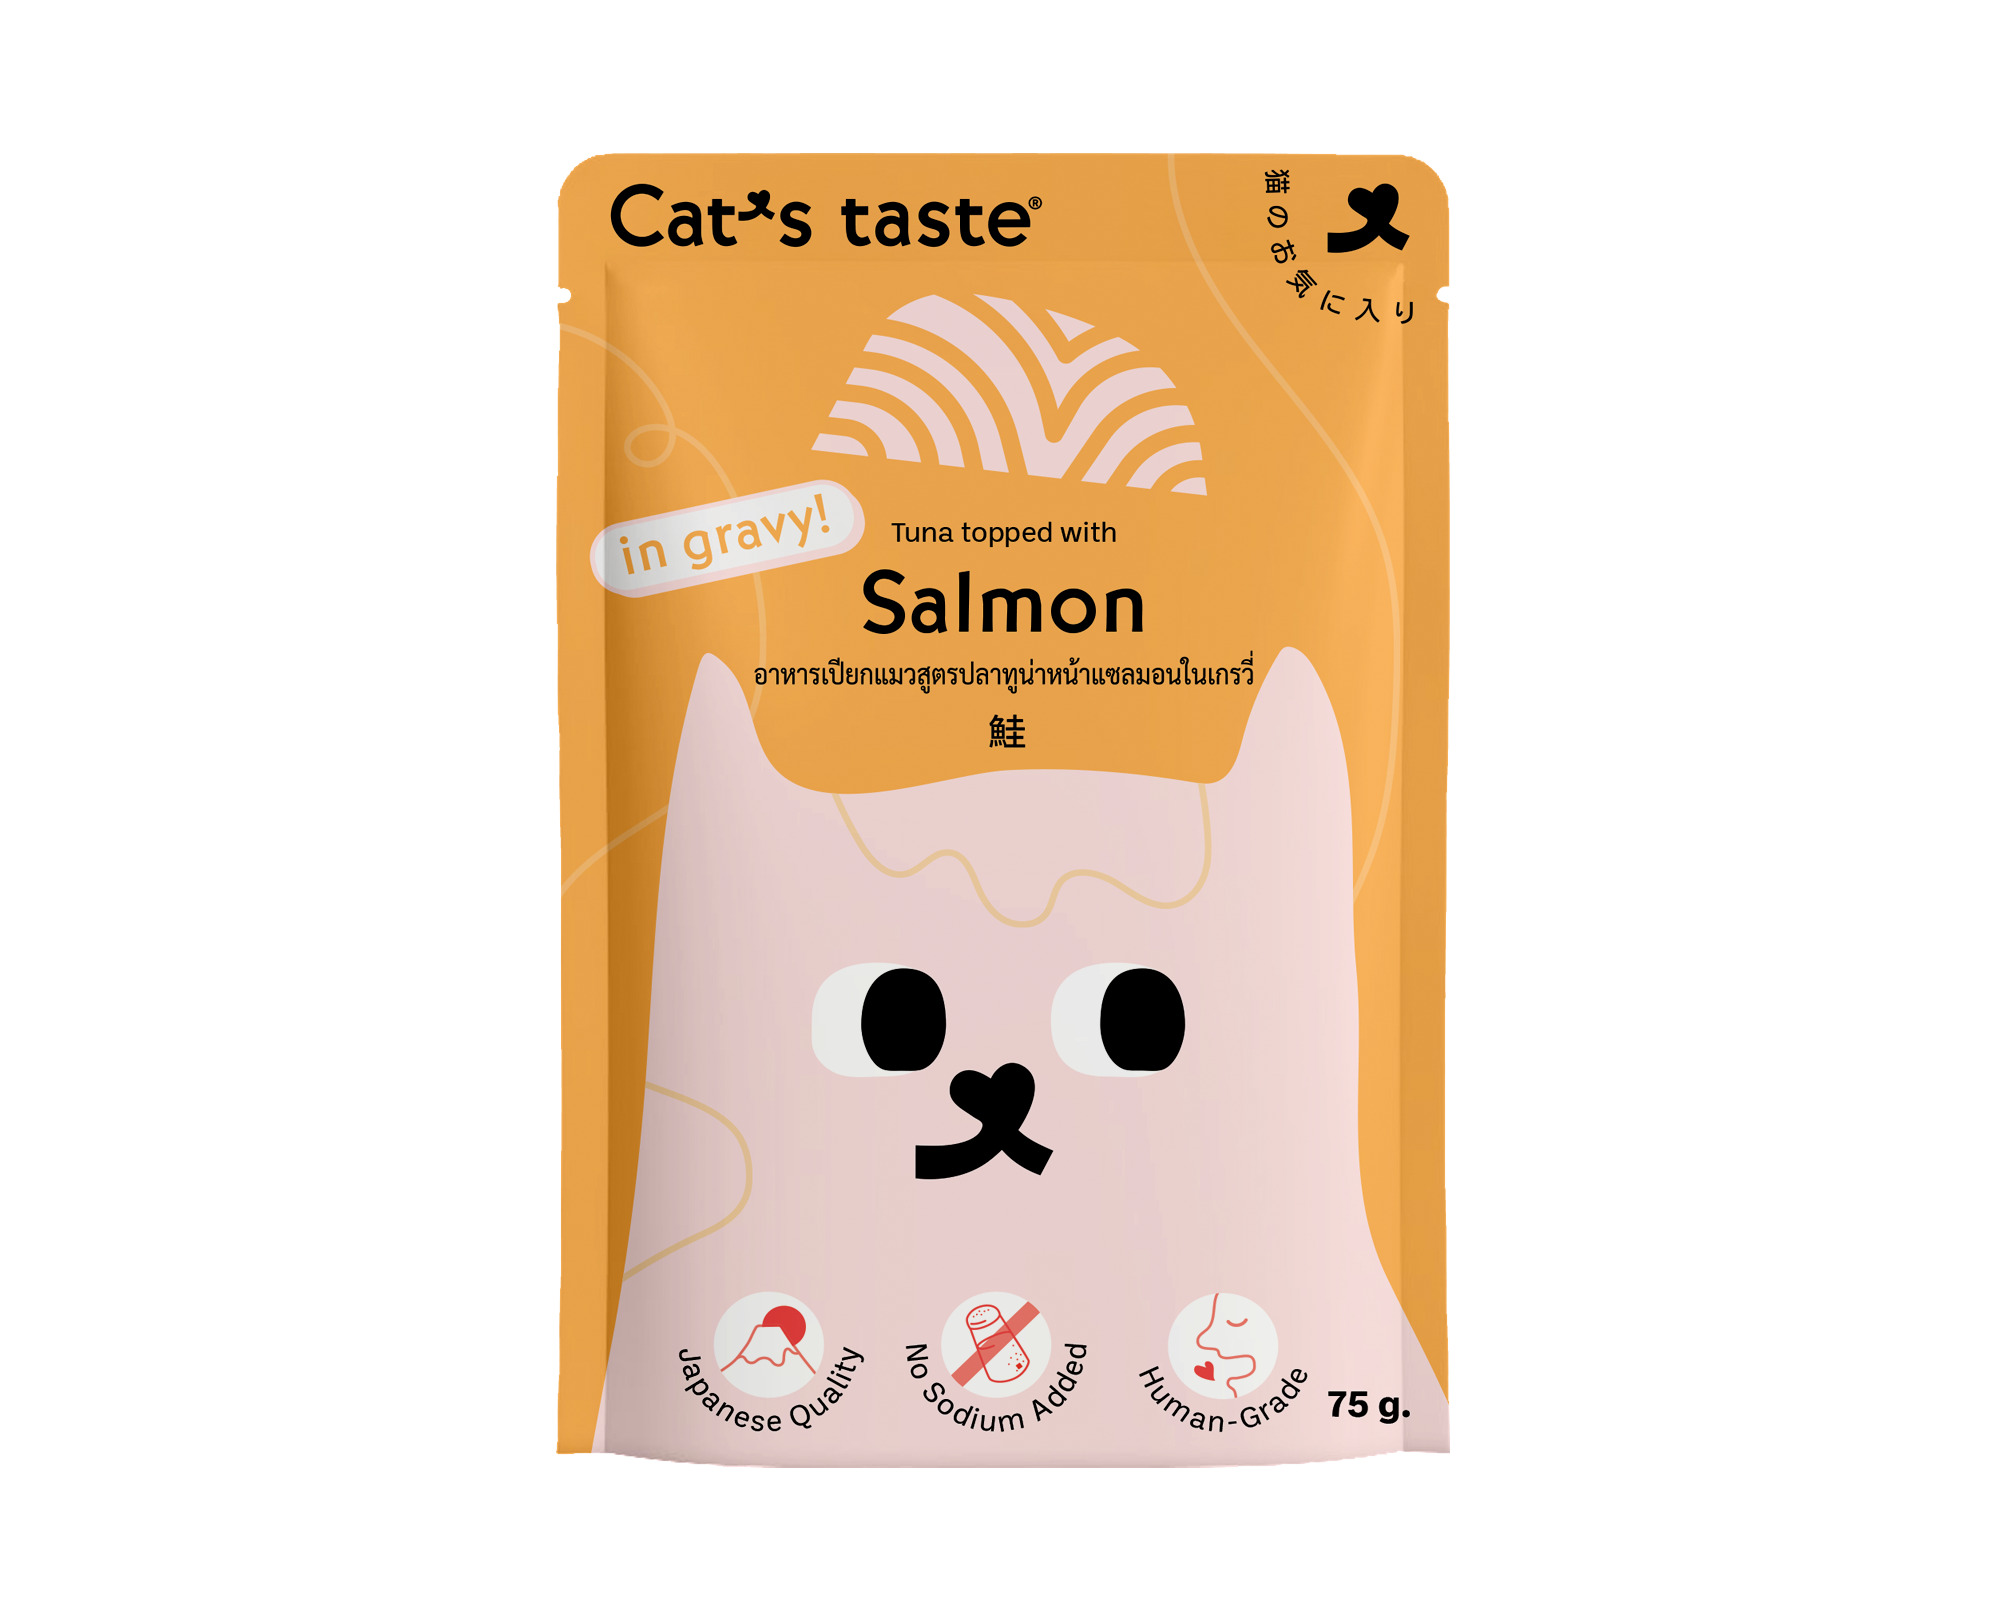 Cat's taste®
猫のお気に入り
in gravy!
Tuna topped with
Salmon
อาหารเปียกแมวสูตรปลาทูน่าหน้าแซลมอนในเกรวี่
鮭
Japanese Quality
No Sodium Added
Human-Grade
75 g.